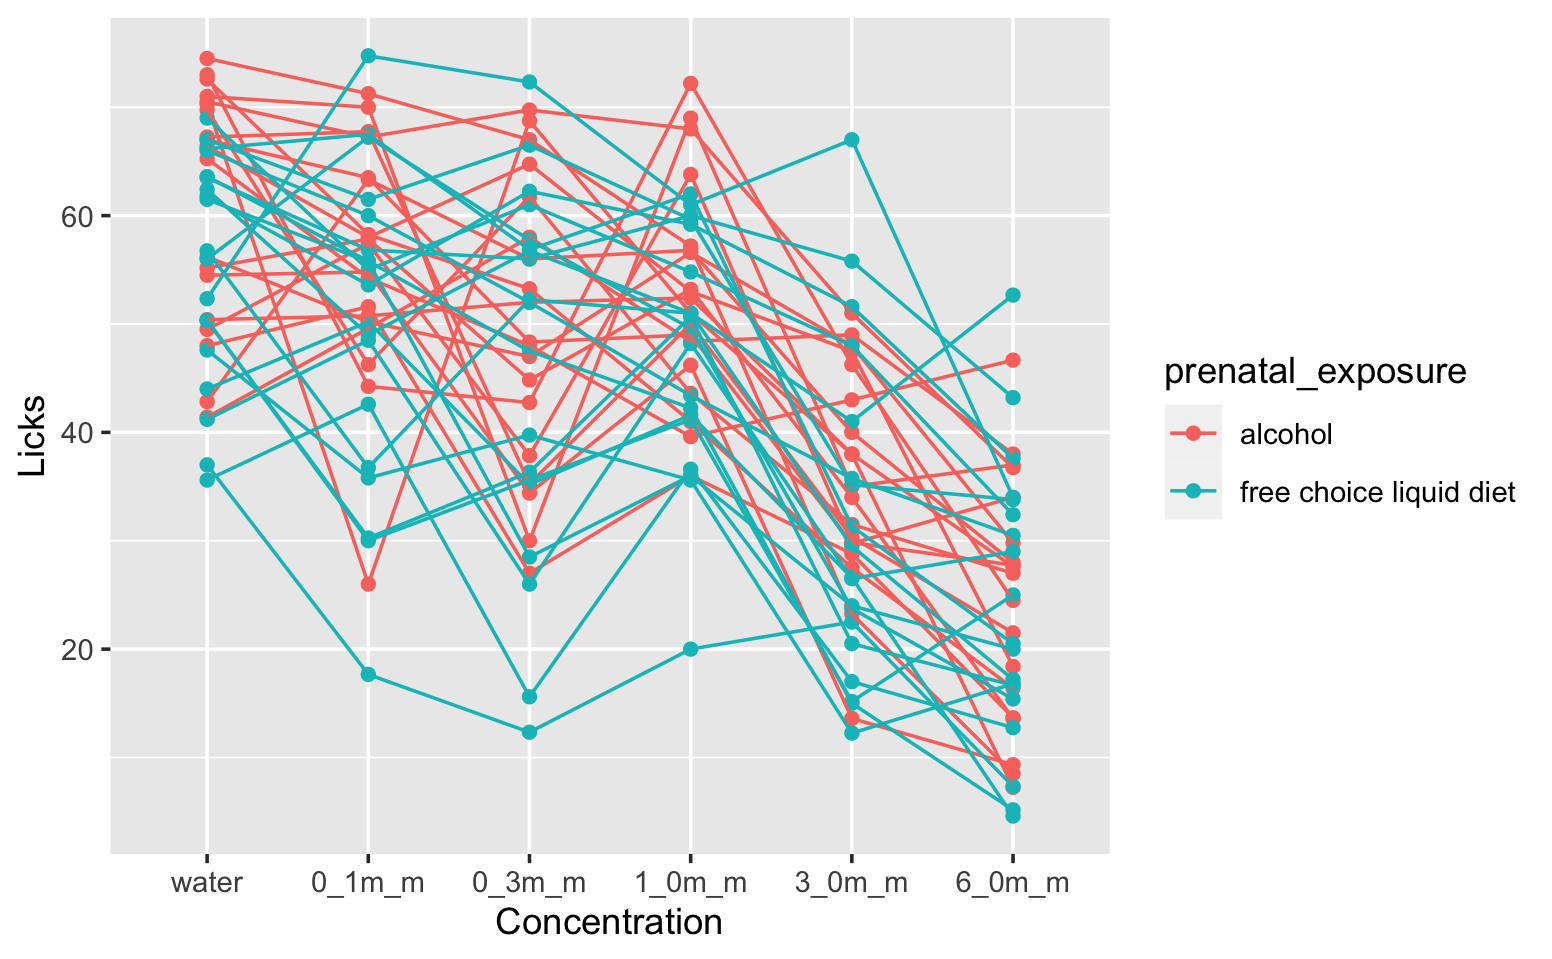 60
40
20
Licks
water 0_1m_m 0_3m_m 1_0m_m 3_0m_m 6_0m_m
Concentration
prenatal_exposure
alcohol
free choice liquid diet